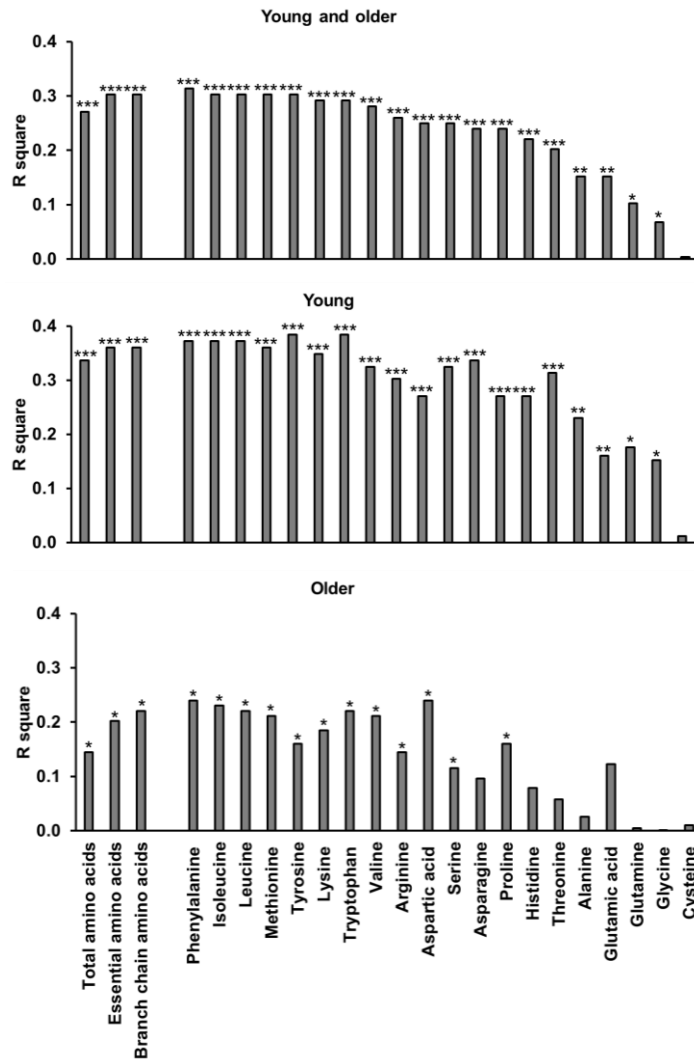 Young and older
R square
0.4
0.3
0.2
0.1
0.0
*** *** *** *** *** *** *** *** *** *** *** *** *** *** *** *** *** *** ** ** * *
Young
R square
0.4
0.3
0.2
0.1
0.0
*** *** *** *** *** *** *** *** *** *** *** *** *** *** *** *** *** *** ** ** * *
Older
R square
0.4
0.3
0.2
0.1
0.0
* * * * * * * * * * * * * * *
Total amino acids
Essential amino acids
Branch chain amino acids
Phenylalanine
Isoleucine
Leucine
Methionine
Tyrosine
Lysine
Tryptophan
Valine
Arginine
Aspartic acid
Serine
Asparagine
Proline
Histidine
Threonine
Alanine
Glutamic acid
Glutamine
Glycine
Cysteine